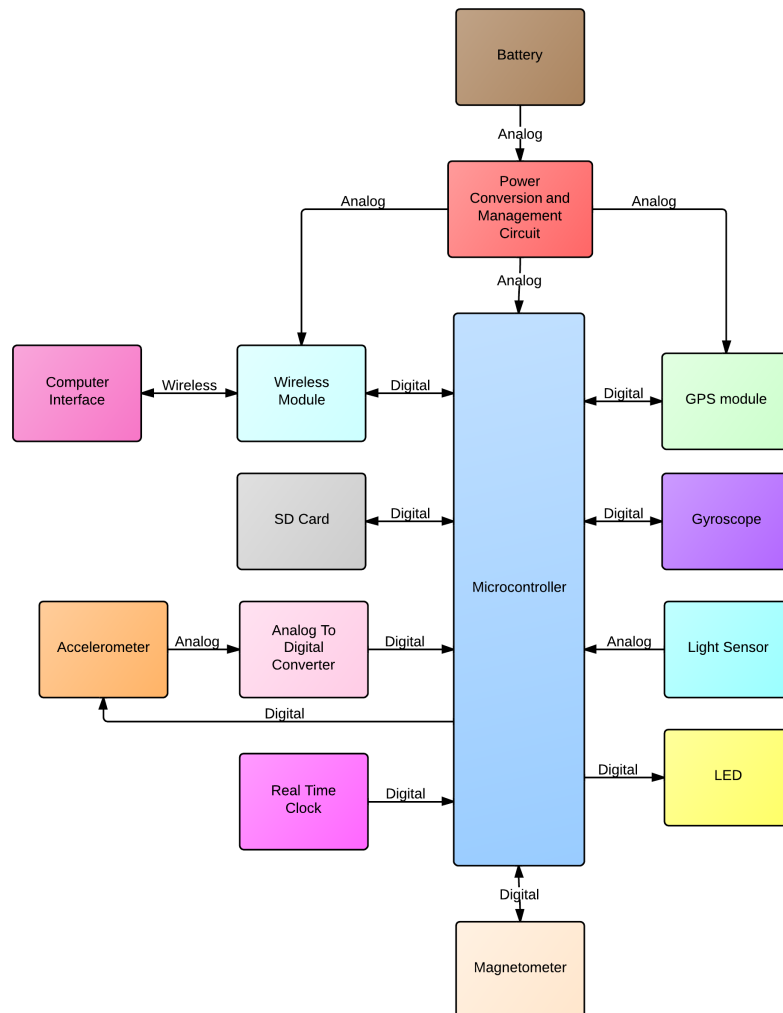 Battery
Analog
Power
Conversion and
Management
Circuit
Analog
Analog
Analog
Computer
Interface
Wireless
Wireless
Module
Digital
Digital
GPS module
SD Card
Digital
Digital
Gyroscope
Microcontroller
Accelerometer
Analog
Analog To
Digital
Converter
Digital
Analog
Light Sensor
Digital
Real Time
Clock
Digital
Digital
LED
Digital
Magnetometer